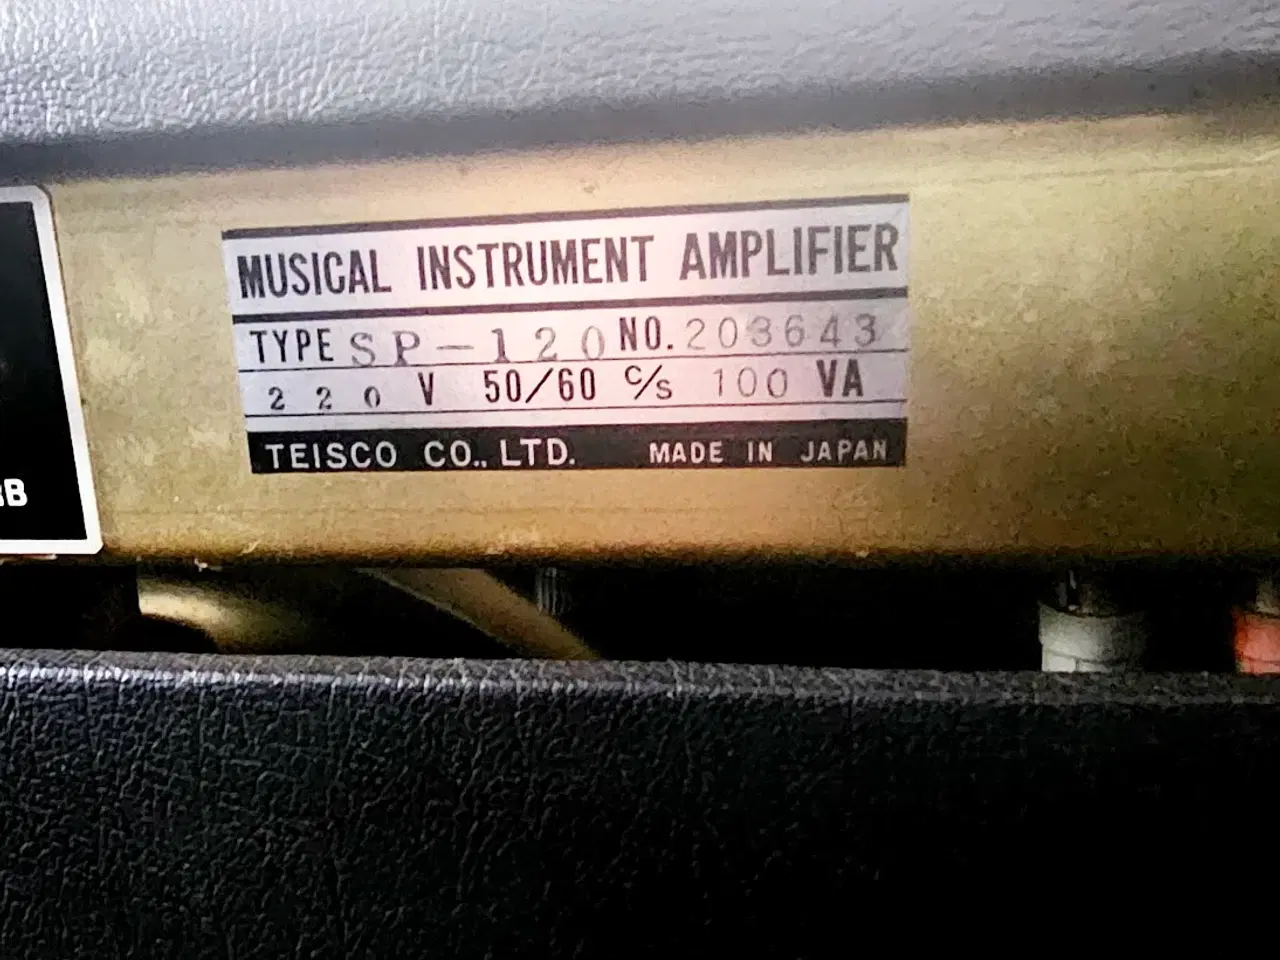 MUSICAL INSTRUMENT AMPLIFIER
TYPE SP-120 NO. 203643
220 V 50/60 c/s 100 VA
TEISCO CO., LTD. MADE IN JAPAN